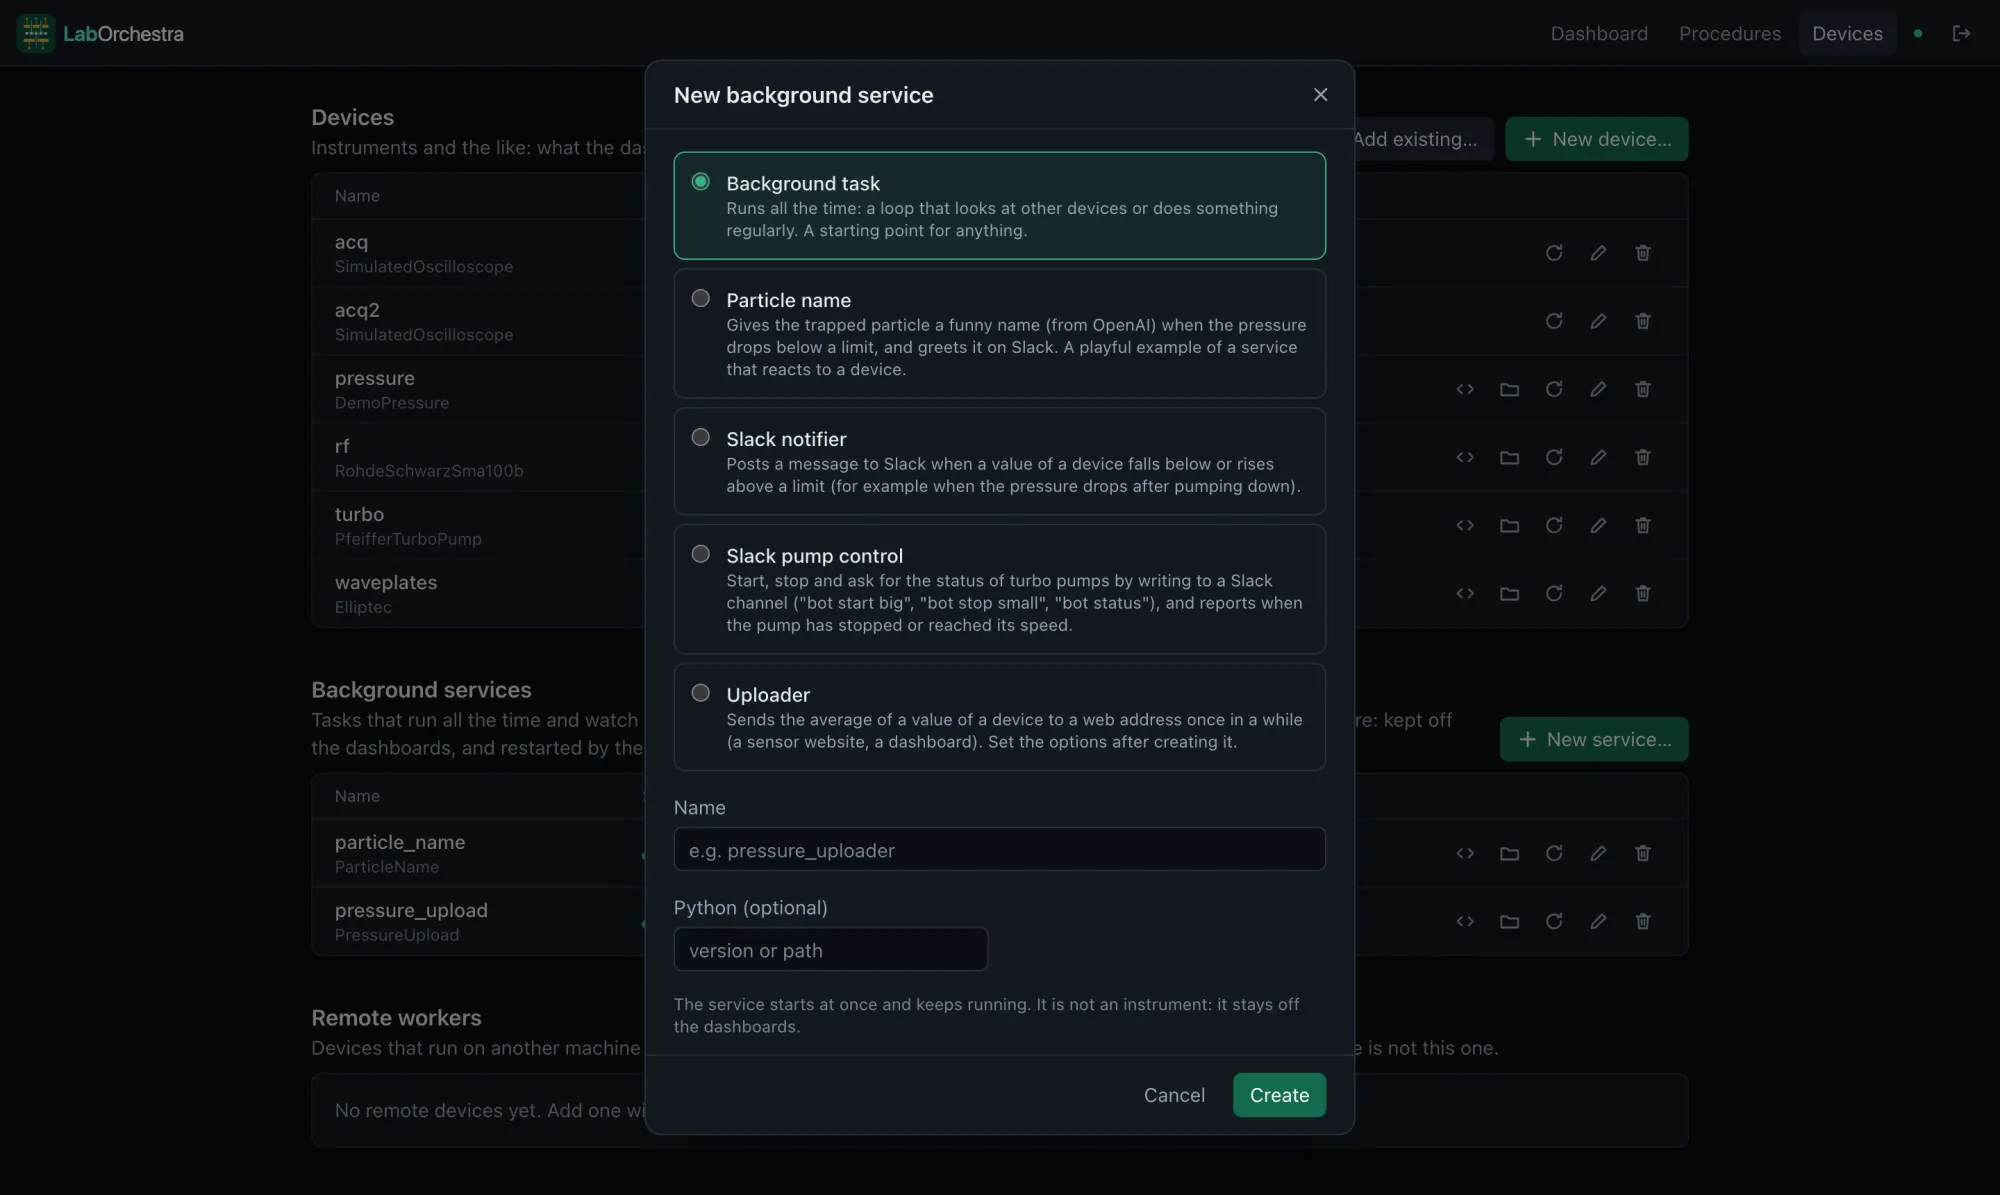 LabOrchestra
Dashboard
Procedures
Devices
Devices
Instruments and the like: what the da
Add existing...
New device...
Name
acq
SimulatedOscilloscope
acq2
SimulatedOscilloscope
pressure
DemoPressure
rf
RohdeSchwarzSma100b
turbo
PfeifferTurboPump
waveplates
Elliptec
Background services
Tasks that run all the time and watch
re: kept off
the dashboards, and restarted by the
New service...
Name
particle_name
ParticleName
pressure_upload
PressureUpload
Remote workers
Devices that run on another machine
e is not this one.
No remote devices yet. Add one wi
New background service
Background task
Runs all the time: a loop that looks at other devices or does something
regularly. A starting point for anything.
Particle name
Gives the trapped particle a funny name (from OpenAI) when the pressure
drops below a limit, and greets it on Slack. A playful example of a service
that reacts to a device.
Slack notifier
Posts a message to Slack when a value of a device falls below or rises
above a limit (for example when the pressure drops after pumping down).
Slack pump control
Start, stop and ask for the status of turbo pumps by writing to a Slack
channel ("bot start big", "bot stop small", "bot status"), and reports when
the pump has stopped or reached its speed.
Uploader
Sends the average of a value of a device to a web address once in a while
(a sensor website, a dashboard). Set the options after creating it.
Name
e.g. pressure_uploader
Python (optional)
version or path
The service starts at once and keeps running. It is not an instrument: it stays off
the dashboards.
Cancel
Create